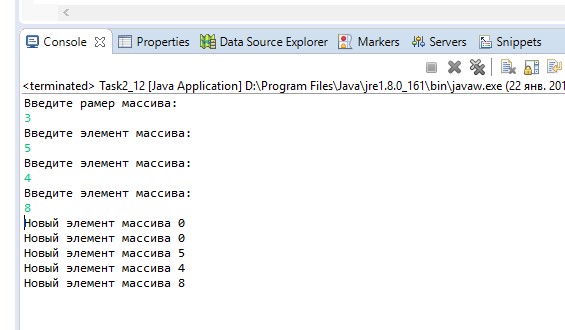 Console
Properties
Data Source Explorer
Markers
Servers
Snippets
<terminated> Task2_12 [Java Application] D:\Program Files\Java\jre1.8.0_161\bin\javaw.exe (22 янв. 201
Введите рамер массива:
3
Введите элемент массива:
5
Введите элемент массива:
4
Введите элемент массива:
8
Новый элемент массива 0
Новый элемент массива 0
Новый элемент массива 5
Новый элемент массива 4
Новый элемент массива 8